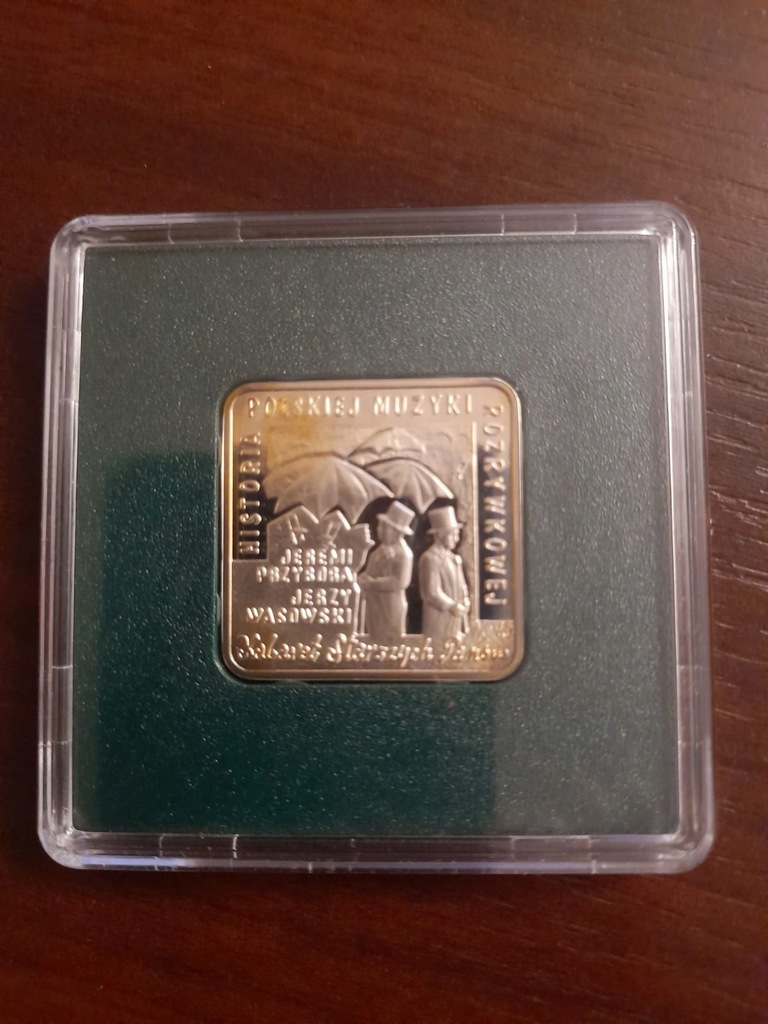 HISTORIA
POLSKIEJ MUZYKI
ROZRYWKOWEJ
JEREMI
PRZYBORA
JERZY
WASOWSKI
Kabaret Starszych Panów